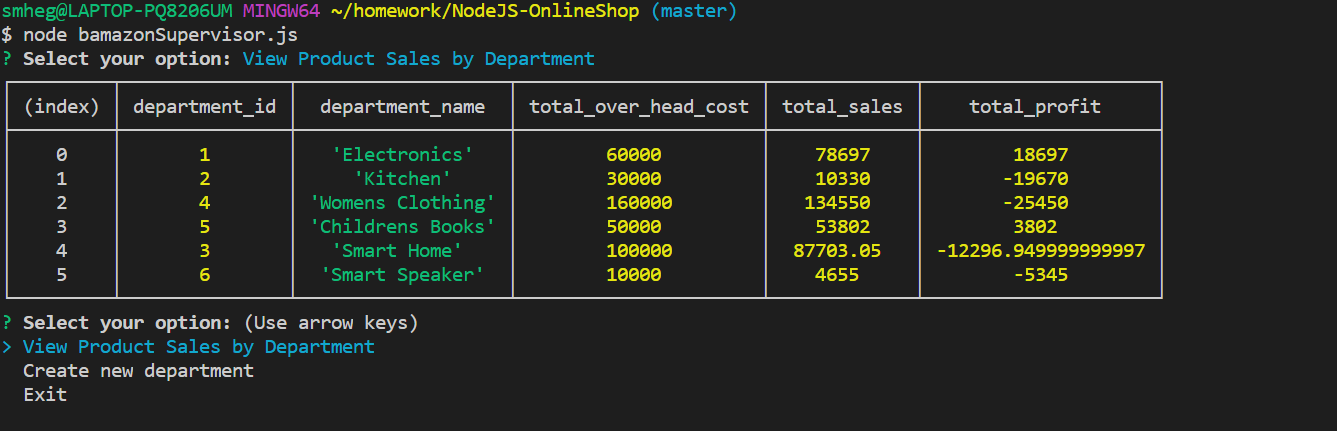 smheg@LAPTOP-PQ8206UM MINGW64 ~/homework/NodeJS-OnlineShop (master)
$ node bamazonSupervisor.js
? Select your option: View Product Sales by Department
(index) department_id department_name total_over_head_cost total_sales total_profit
0 1 'Electronics' 60000 78697 18697
1 2 'Kitchen' 30000 10330 -19670
2 4 'Womens Clothing' 160000 134550 -25450
3 5 'Childrens Books' 50000 53802 3802
4 3 'Smart Home' 100000 87703.05 -12296.949999999997
5 6 'Smart Speaker' 10000 4655 -5345
? Select your option: (Use arrow keys)
> View Product Sales by Department
Create new department
Exit